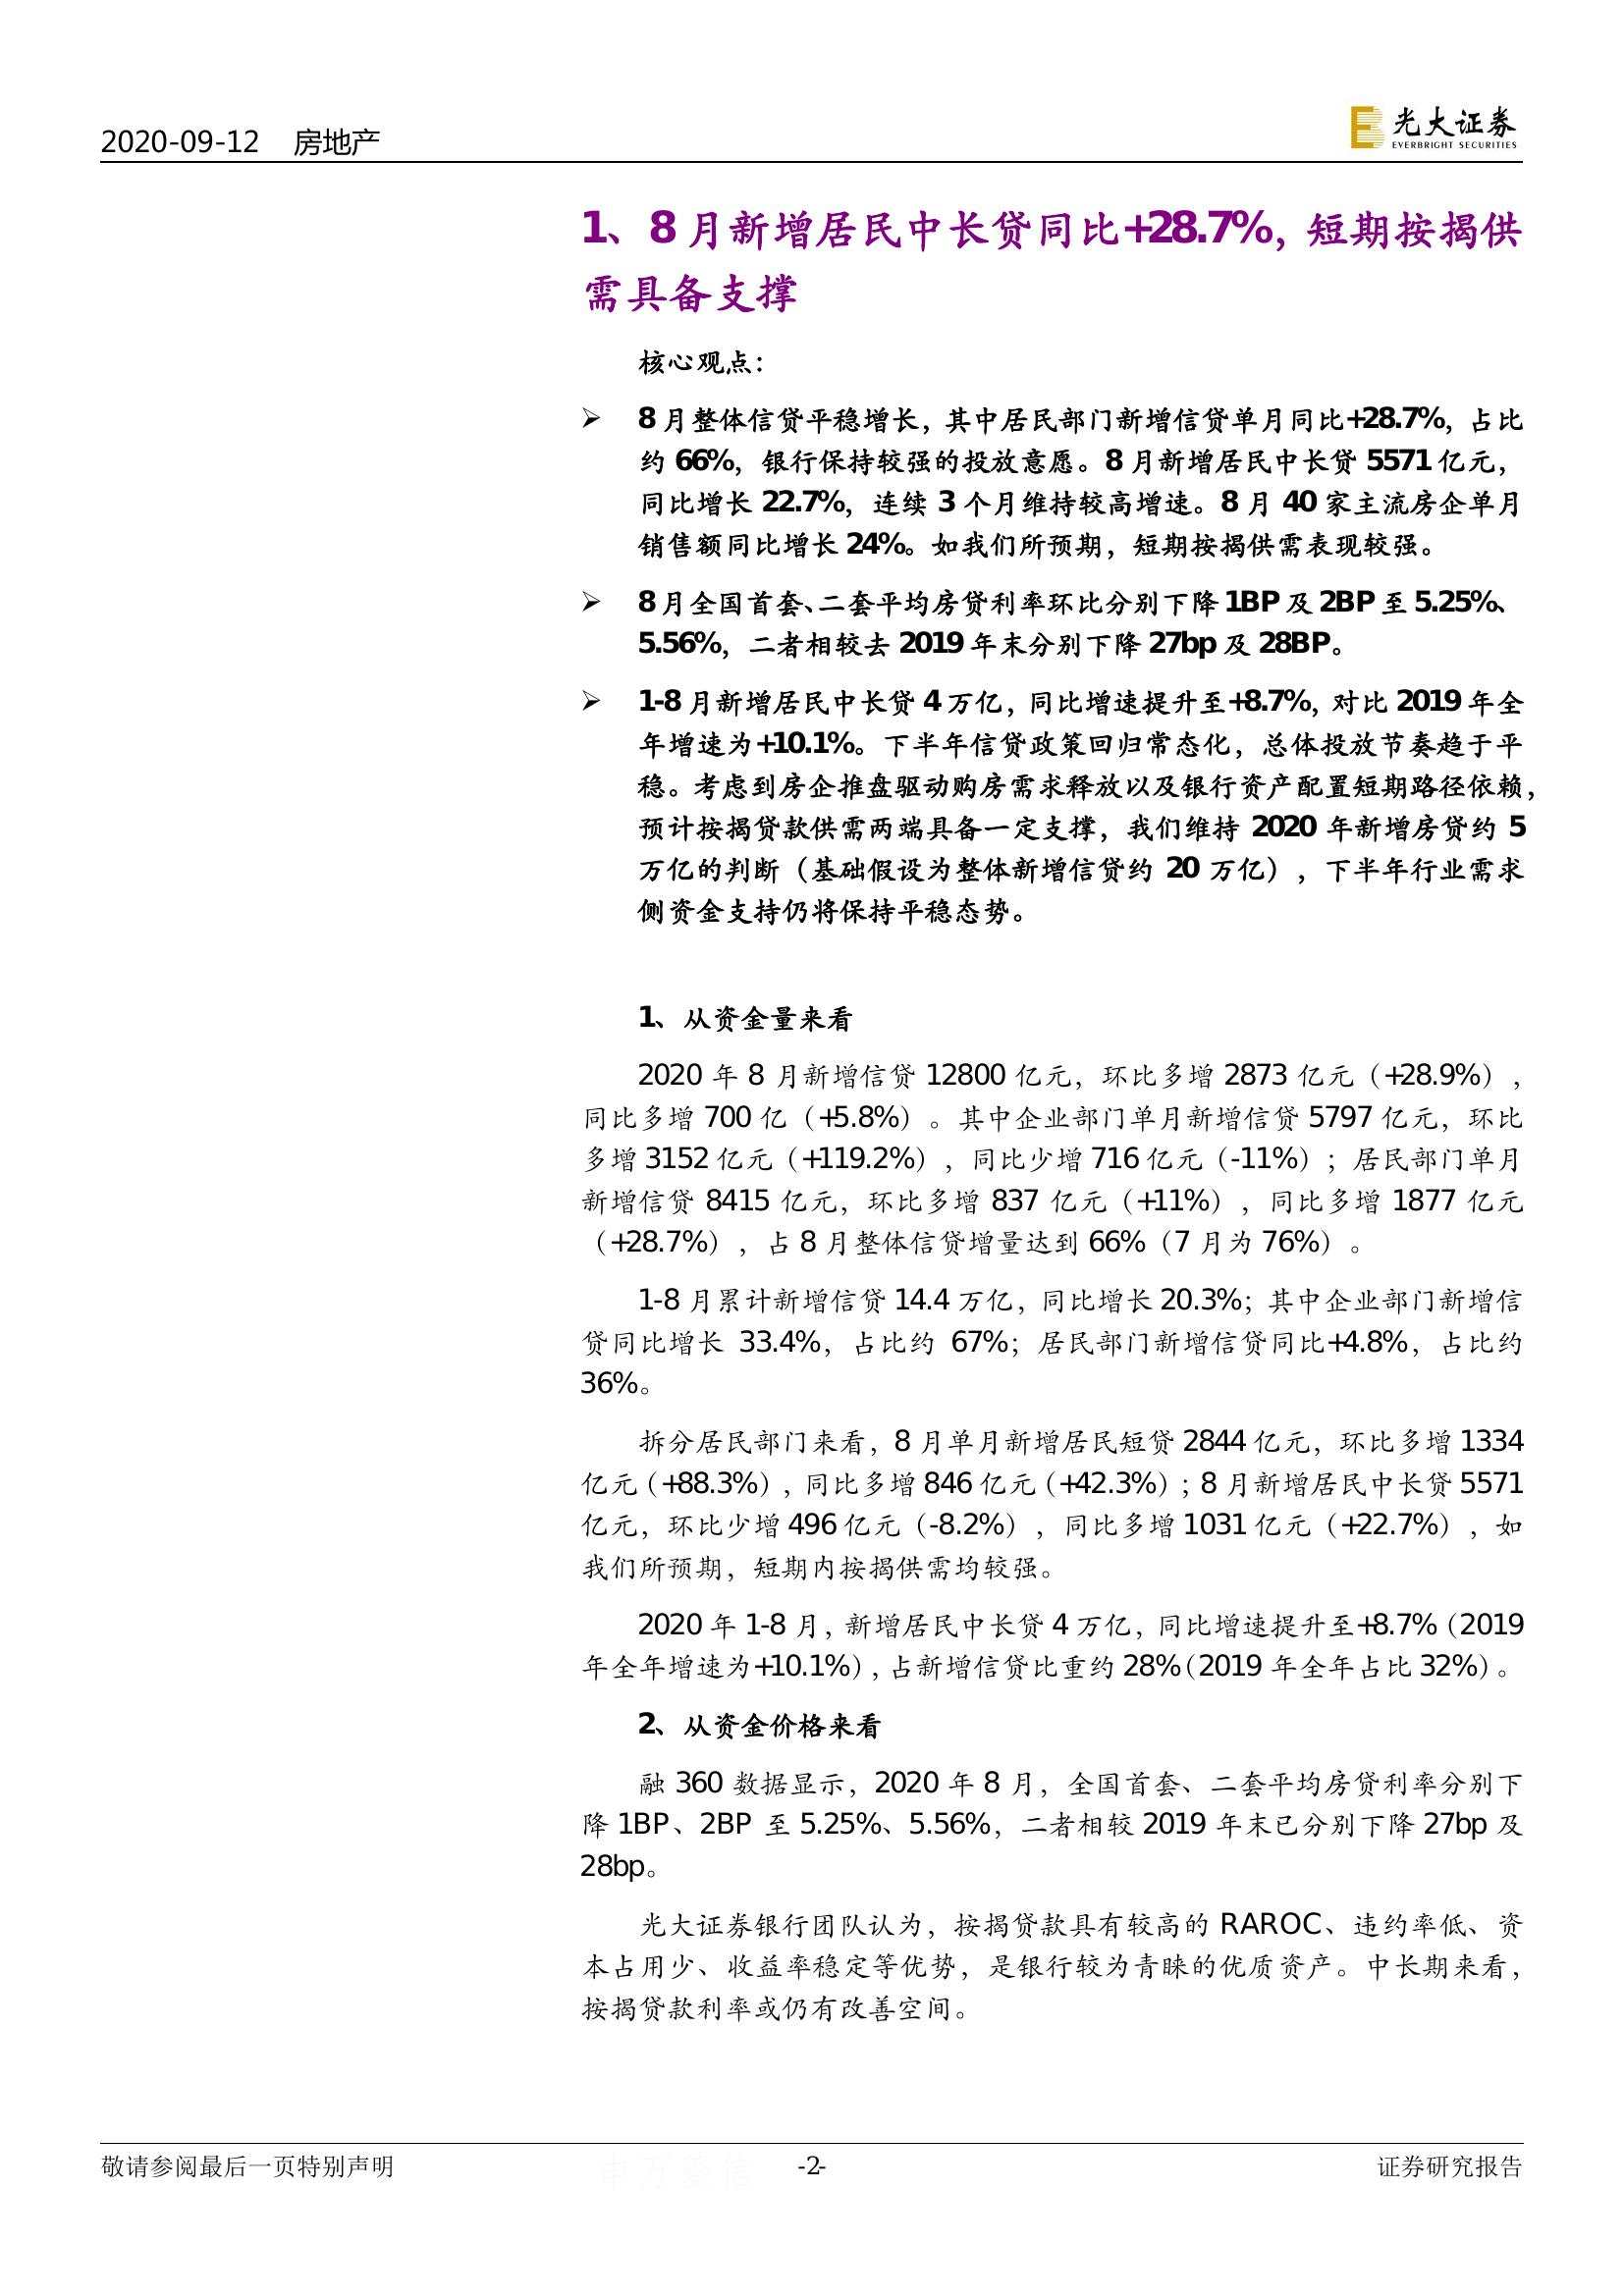 2020-09-12 房地产
光大证券
EVERBRIGHT SECURITIES
1、8 月新增居民中长贷同比+28.7%，短期按揭供
需具备支撑
核心观点：
➢ 8 月整体信贷平稳增长，其中居民部门新增信贷单月同比+28.7%，占比
约 66%，银行保持较强的投放意愿。8 月新增居民中长贷 5571 亿元，
同比增长 22.7%，连续 3 个月维持较高增速。8 月 40 家主流房企单月
销售额同比增长 24%。如我们所预期，短期按揭供需表现较强。
➢ 8 月全国首套、二套平均房贷利率环比分别下降 1BP 及 2BP 至 5.25%、
5.56%，二者相较去 2019 年末分别下降 27bp 及 28BP。
➢ 1-8 月新增居民中长贷 4 万亿，同比增速提升至+8.7%，对比 2019 年全
年增速为+10.1%。下半年信贷政策回归常态化，总体投放节奏趋于平
稳。考虑到房企推盘驱动购房需求释放以及银行资产配置短期路径依赖，
预计按揭贷款供需两端具备一定支撑，我们维持 2020 年新增房贷约 5
万亿的判断（基础假设为整体新增信贷约 20 万亿），下半年行业需求
侧资金支持仍将保持平稳态势。
1、从资金量来看
2020 年 8 月新增信贷 12800 亿元，环比多增 2873 亿元（+28.9%），
同比多增 700 亿（+5.8%）。其中企业部门单月新增信贷 5797 亿元，环比
多增 3152 亿元（+119.2%），同比少增 716 亿元（-11%）；居民部门单月
新增信贷 8415 亿元，环比多增 837 亿元（+11%），同比多增 1877 亿元
（+28.7%），占 8 月整体信贷增量达到 66%（7 月为 76%）。
1-8 月累计新增信贷 14.4 万亿，同比增长 20.3%；其中企业部门新增信
贷同比增长 33.4%，占比约 67%；居民部门新增信贷同比+4.8%，占比约
36%。
拆分居民部门来看，8 月单月新增居民短贷 2844 亿元，环比多增 1334
亿元（+88.3%），同比多增 846 亿元（+42.3%）；8 月新增居民中长贷 5571
亿元，环比少增 496 亿元（-8.2%），同比多增 1031 亿元（+22.7%），如
我们所预期，短期内按揭供需均较强。
2020 年 1-8 月，新增居民中长贷 4 万亿，同比增速提升至+8.7%（2019
年全年增速为+10.1%），占新增信贷比重约 28%（2019 年全年占比 32%）。
2、从资金价格来看
融 360 数据显示，2020 年 8 月，全国首套、二套平均房贷利率分别下
降 1BP、2BP 至 5.25%、5.56%，二者相较 2019 年末已分别下降 27bp 及
28bp。
光大证券银行团队认为，按揭贷款具有较高的 RAROC、违约率低、资
本占用少、收益率稳定等优势，是银行较为青睐的优质资产。中长期来看，
按揭贷款利率或仍有改善空间。
敬请参阅最后一页特别声明 申万菱信 -2- 证券研究报告